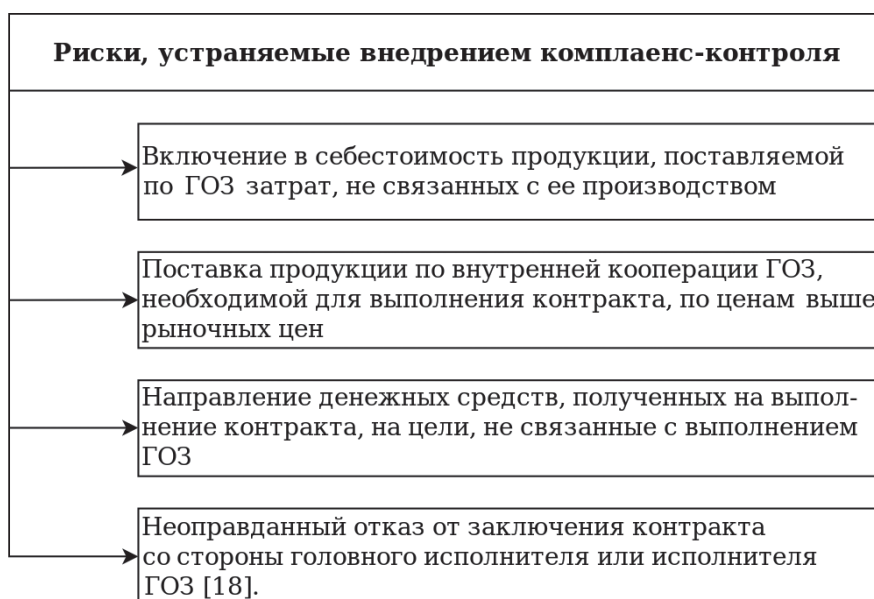 Риски, устраняемые внедрением комплаенс-контроля
Включение в себестоимость продукции, поставляемой
по ГОЗ затрат, не связанных с ее производством
Поставка продукции по внутренней кооперации ГОЗ,
необходимой для выполнения контракта, по ценам выше
рыночных цен
Направление денежных средств, полученных на выпол-
нение контракта, на цели, не связанные с выполнением
ГОЗ
Неоправданный отказ от заключения контракта
со стороны головного исполнителя или исполнителя
ГОЗ [18].